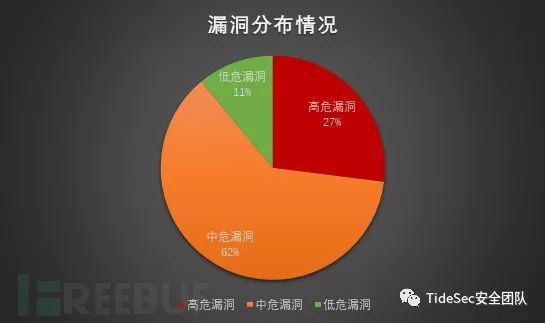 漏洞分布情况
低危漏洞
11%
高危漏洞
27%
中危漏洞
62%
高危漏洞 中危漏洞 低危漏洞
TideSec安全团队
FREEBUF